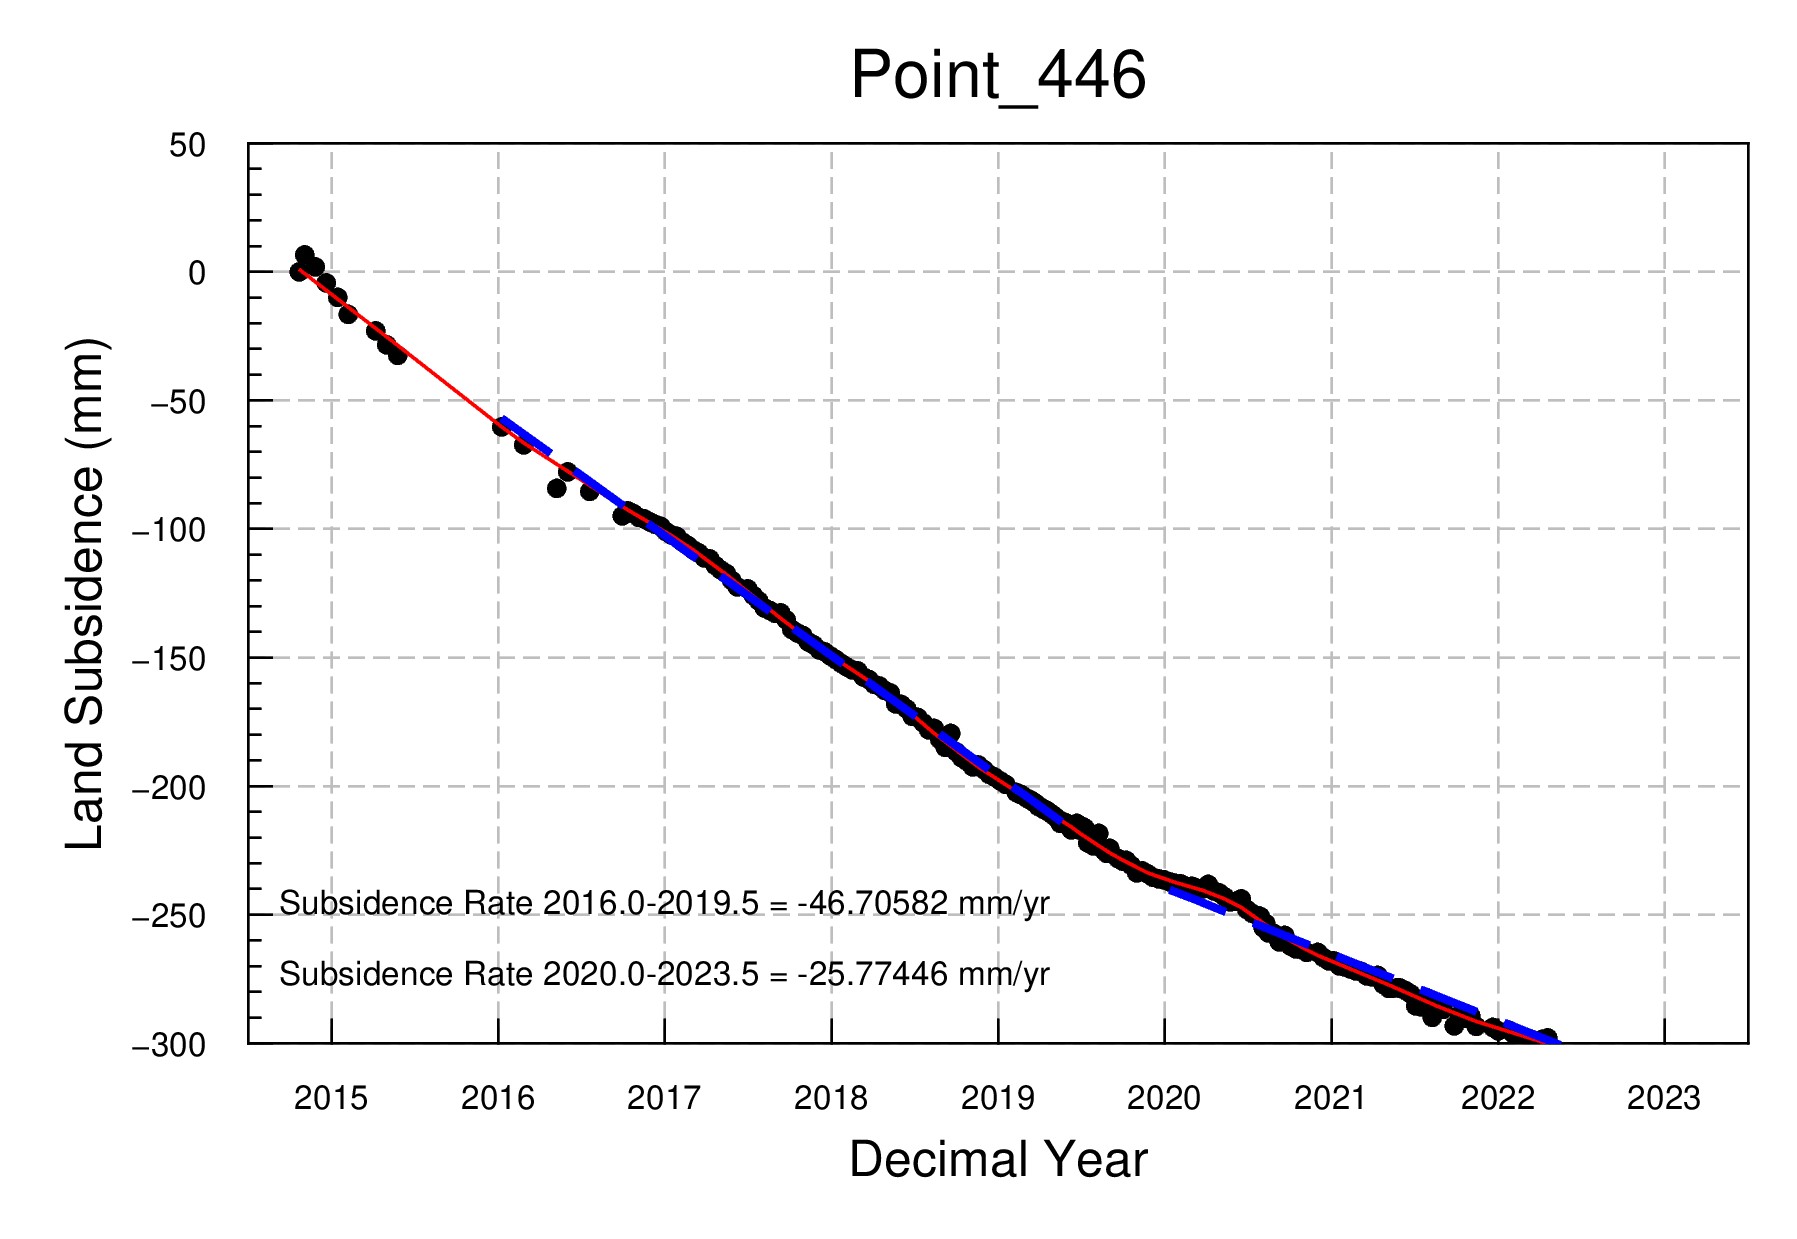 Point_446
50
0
−50
−100
−150
−200
−250
−300
Land Subsidence (mm)
Subsidence Rate 2016.0-2019.5 = -46.70582 mm/yr
Subsidence Rate 2020.0-2023.5 = -25.77446 mm/yr
2015 2016 2017 2018 2019 2020 2021 2022 2023
Decimal Year